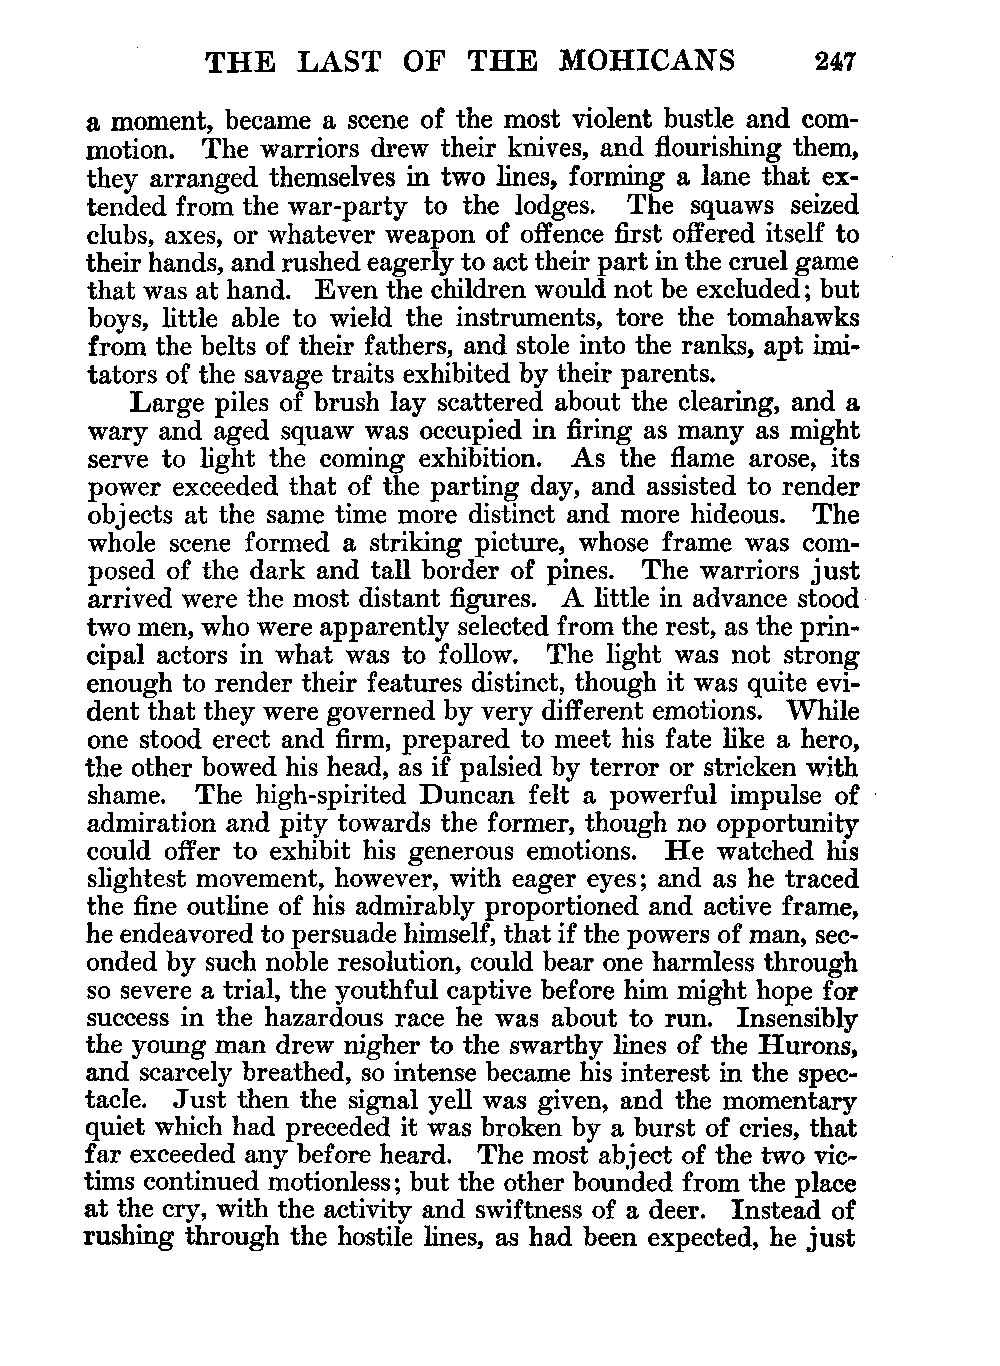 THE LAST OF THE MOHICANS 247
a moment, became a scene of the most violent bustle and com-
motion. The warriors drew their knives, and flourishing them,
they arranged themselves in two lines, forming a lane that ex-
tended from the war-party to the lodges. The squaws seized
clubs, axes, or whatever weapon of offence first offered itself to
their hands, and rushed eagerly to act their part in the cruel game
that was at hand. Even the children would not be excluded; but
boys, little able to wield the instruments, tore the tomahawks
from the belts of their fathers, and stole into the ranks, apt imi-
tators of the savage traits exhibited by their parents.
Large piles of brush lay scattered about the clearing, and a
wary and aged squaw was occupied in firing as many as might
serve to light the coming exhibition. As the flame arose, its
power exceeded that of the parting day, and assisted to render
objects at the same time more distinct and more hideous. The
whole scene formed a striking picture, whose frame was com-
posed of the dark and tall border of pines. The warriors just
arrived were the most distant figures. A little in advance stood
two men, who were apparently selected from the rest, as the prin-
cipal actors in what was to follow. The light was not strong
enough to render their features distinct, though it was quite evi-
dent that they were governed by very different emotions. While
one stood erect and firm, prepared to meet his fate like a hero,
the other bowed his head, as if palsied by terror or stricken with
shame. The high-spirited Duncan felt a powerful impulse of
admiration and pity towards the former, though no opportunity
could offer to exhibit his generous emotions. He watched his
slightest movement, however, with eager eyes; and as he traced
the fine outline of his admirably proportioned and active frame,
he endeavored to persuade himself, that if the powers of man, sec-
onded by such noble resolution, could bear one harmless through
so severe a trial, the youthful captive before him might hope for
success in the hazardous race he was about to run. Insensibly
the young man drew nigher to the swarthy lines of the Hurons,
and scarcely breathed, so intense became his interest in the spec-
tacle. Just then the signal yell was given, and the momentary
quiet which had preceded it was broken by a burst of cries, that
far exceeded any before heard. The most abject of the two vic-
tims continued motionless; but the other bounded from the place
at the cry, with the activity and swiftness of a deer. Instead of
rushing through the hostile lines, as had been expected, he just